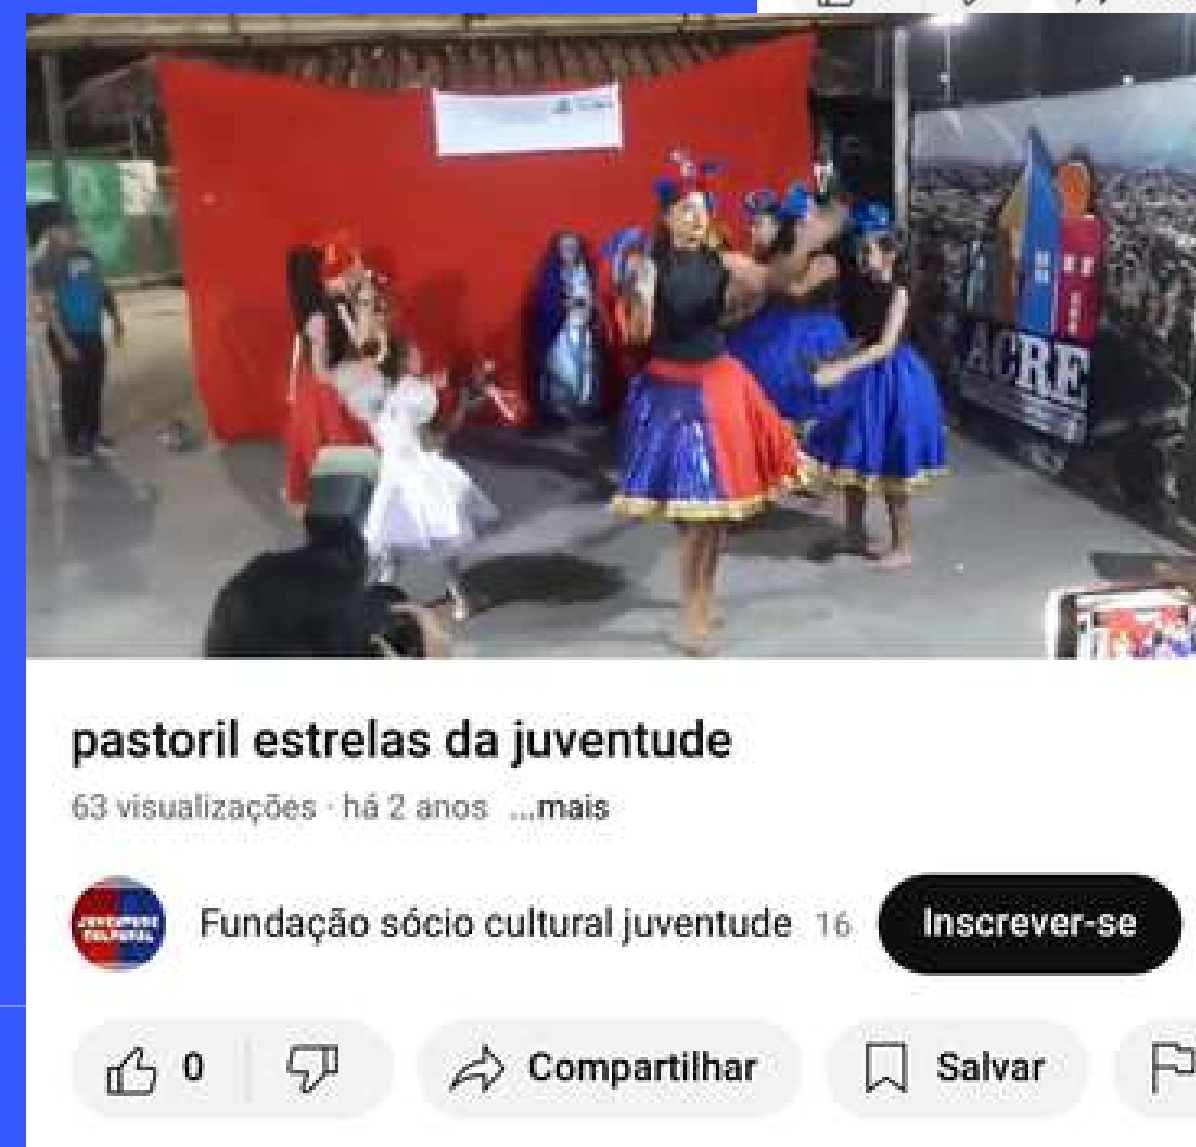 ACRE
pastoril estrelas da juventude
63 visualizações · há 2 anos ...mais
Fundação sócio cultural juventude 16
Inscrever-se
0
Compartilhar
Salvar